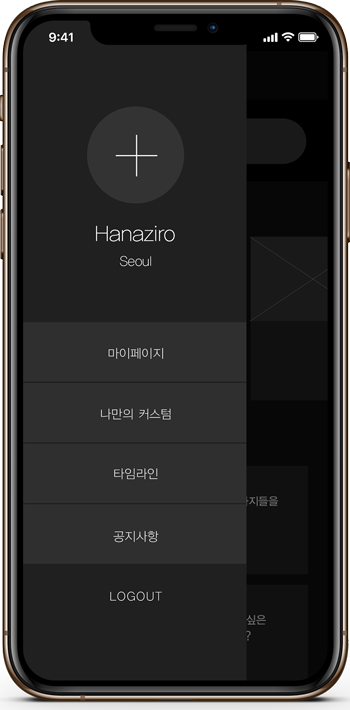 9:41
Hanaziro
Seoul
마이페이지
나만의 커스텀
타임라인
공지사항
LOGOUT
지들을
싶은
?